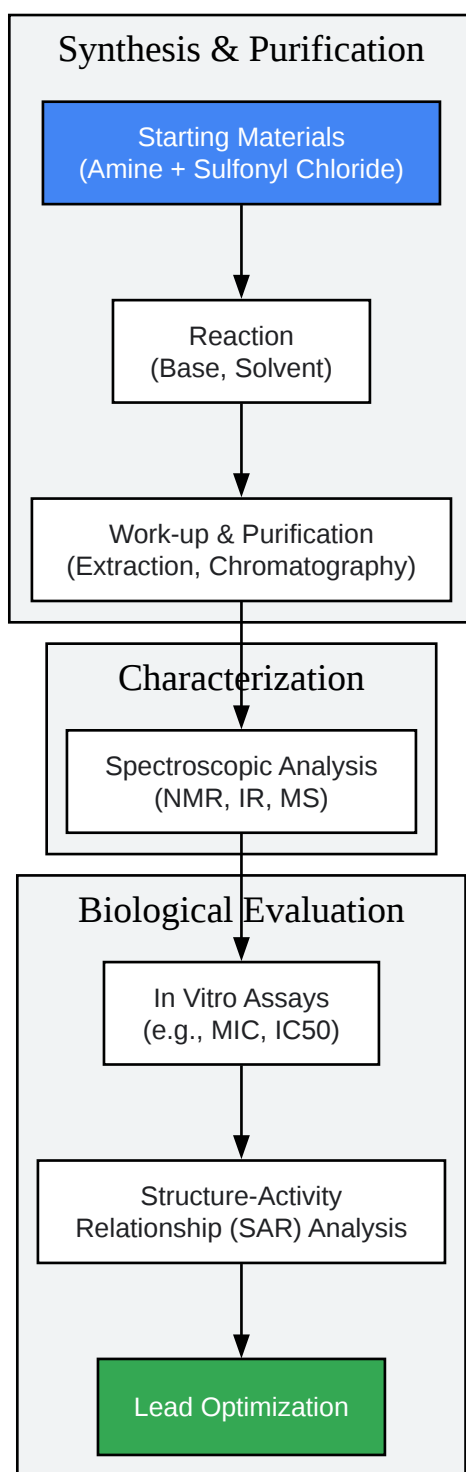 Synthesis & Purification
Starting Materials
(Amine + Sulfonyl Chloride)
Reaction
(Base, Solvent)
Work-up & Purification
(Extraction, Chromatography)
Characterization
Spectroscopic Analysis
(NMR, IR, MS)
Biological Evaluation
In Vitro Assays
(e.g., MIC, IC50)
Structure-Activity
Relationship (SAR) Analysis
Lead Optimization